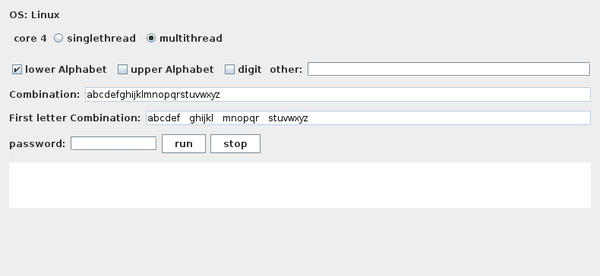 OS: Linux
core 4 singlethread multithread
lower Alphabet upper Alphabet digit other:
Combination: abcdefghijklmnopqrstuvwxyz
First letter Combination: abcdef ghijkl mnopqr stuvwxyz
password: run stop